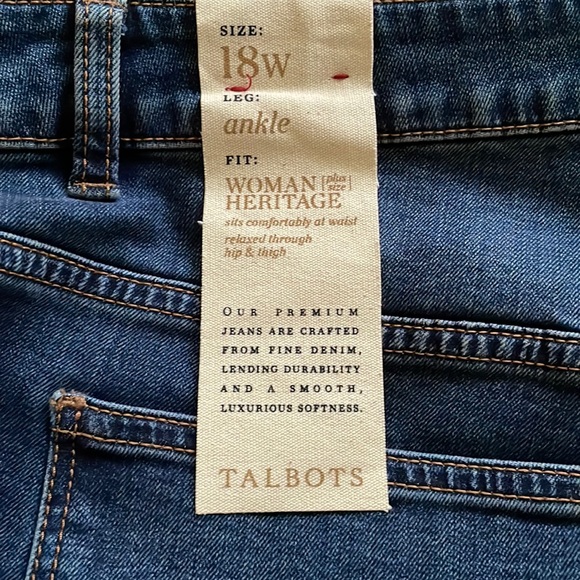 SIZE:
18W
LEG:
ankle
FIT:
WOMAN [plus size]
HERITAGE
sits comfortably at waist
relaxed through
hip & thigh
OUR PREMIUM
JEANS ARE CRAFTED
FROM FINE DENIM,
LENDING DURABILITY
AND A SMOOTH,
LUXURIOUS SOFTNESS.
TALBOTS